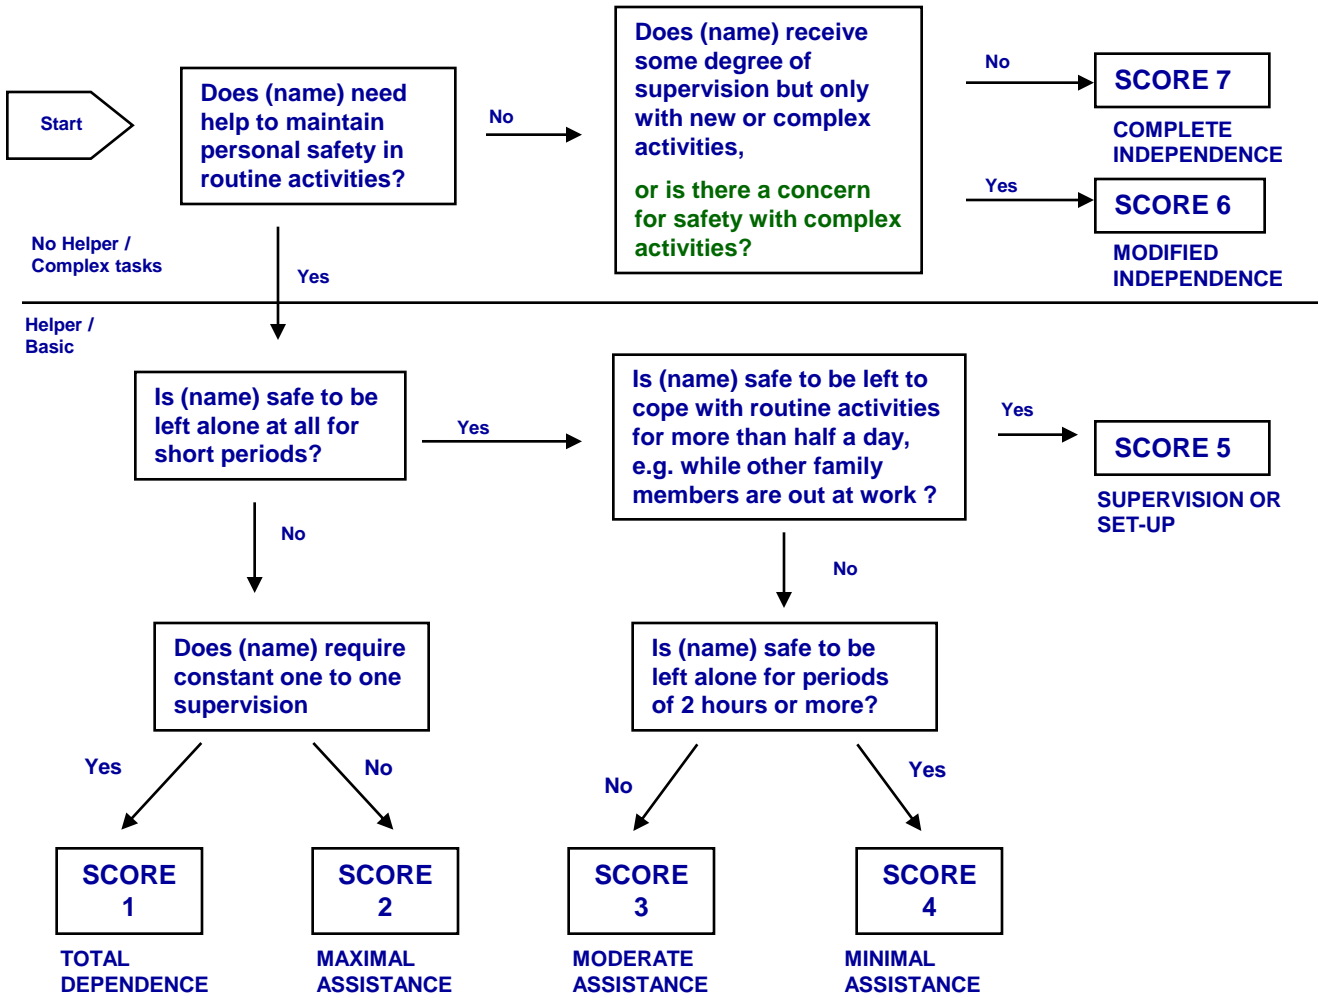 Start
Does (name) need
help to maintain
personal safety in
routine activities?
No
Does (name) receive
some degree of
supervision but only
with new or complex
activities,
or is there a concern
for safety with complex
activities?
No
SCORE 7
COMPLETE
INDEPENDENCE
Yes
SCORE 6
MODIFIED
INDEPENDENCE
No Helper /
Complex tasks
Yes
Helper /
Basic
Is (name) safe to be
left alone at all for
short periods?
Yes
Is (name) safe to be left to
cope with routine activities
for more than half a day,
e.g. while other family
members are out at work ?
Yes
SCORE 5
SUPERVISION OR
SET-UP
No
No
Does (name) require
constant one to one
supervision
Is (name) safe to be
left alone for periods
of 2 hours or more?
Yes
No
No
Yes
SCORE
1
TOTAL
DEPENDENCE
SCORE
2
MAXIMAL
ASSISTANCE
SCORE
3
MODERATE
ASSISTANCE
SCORE
4
MINIMAL
ASSISTANCE